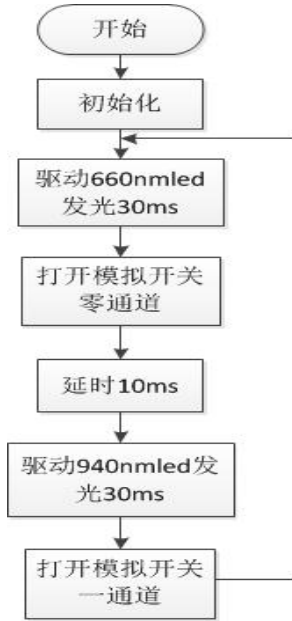 开始
初始化
驱动660nmled
发光30ms
打开模拟开关
零通道
延时10ms
驱动940nmled发
光30ms
打开模拟开关
一通道